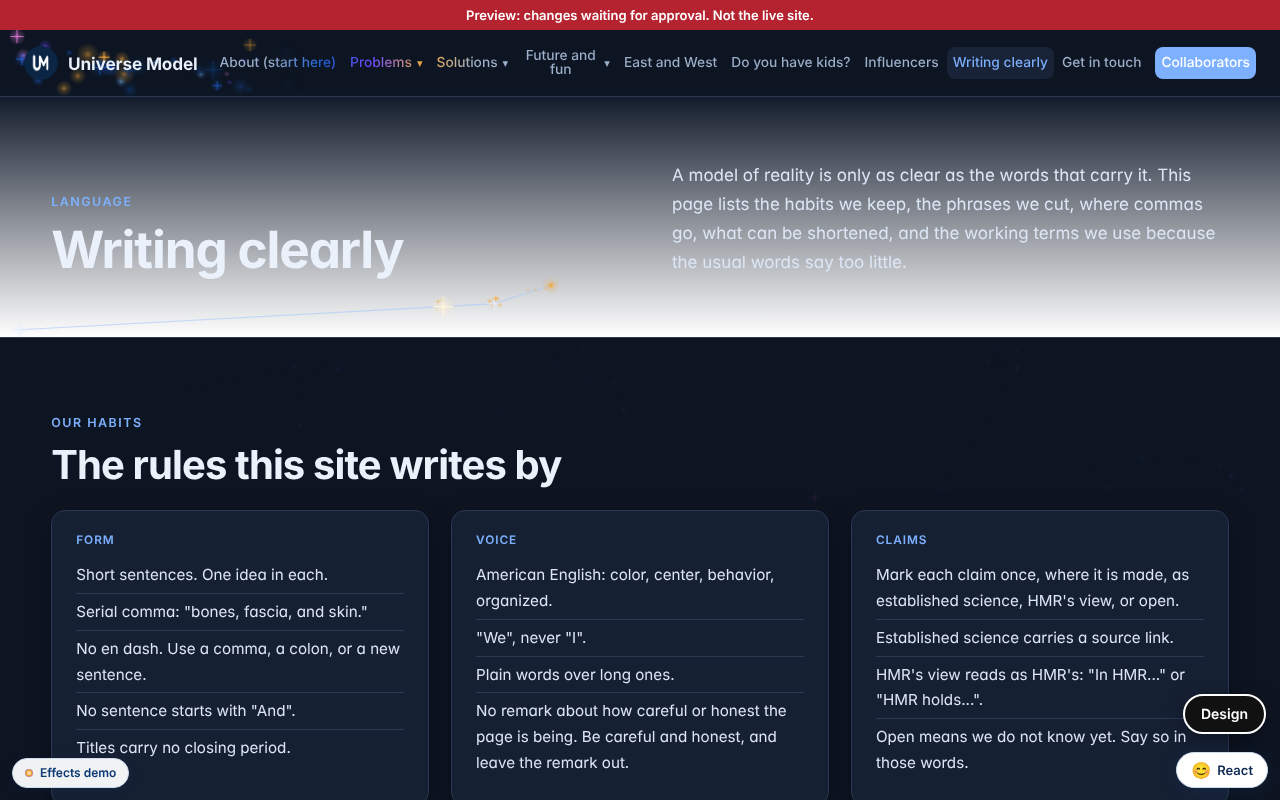 Preview: changes waiting for approval. Not the live site.
UM Universe Model
About (start here)
Problems ▾
Solutions ▾
Future and
fun ▾
East and West
Do you have kids?
Influencers
Writing clearly
Get in touch
Collaborators
LANGUAGE
Writing clearly
A model of reality is only as clear as the words that carry it. This
page lists the habits we keep, the phrases we cut, where commas
go, what can be shortened, and the working terms we use because
the usual words say too little.
OUR HABITS
The rules this site writes by
FORM
Short sentences. One idea in each.
Serial comma: "bones, fascia, and skin."
No en dash. Use a comma, a colon, or a new
sentence.
No sentence starts with "And".
Titles carry no closing period.
VOICE
American English: color, center, behavior,
organized.
"We", never "I".
Plain words over long ones.
No remark about how careful or honest the
page is being. Be careful and honest, and
leave the remark out.
CLAIMS
Mark each claim once, where it is made, as
established science, HMR's view, or open.
Established science carries a source link.
HMR's view reads as HMR's: "In HMR..." or
"HMR holds...".
Open means we do not know yet. Say so in
those words.
Design
Effects demo
😊 React